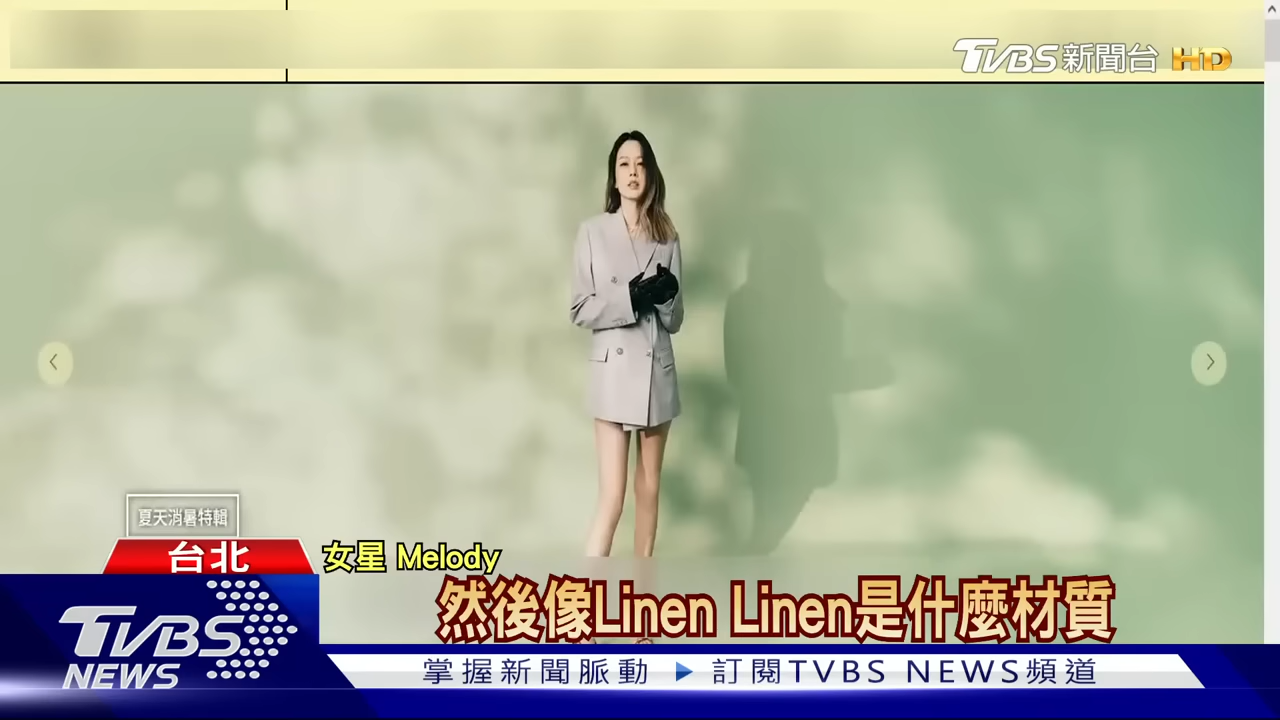 TVBS新聞台 HD
夏天消暑特輯
台北
女星 Melody
然後像Linen Linen是什麼材質
TVBS
NEWS
掌握新聞脈動 ▶ 訂閱TVBS NEWS頻道